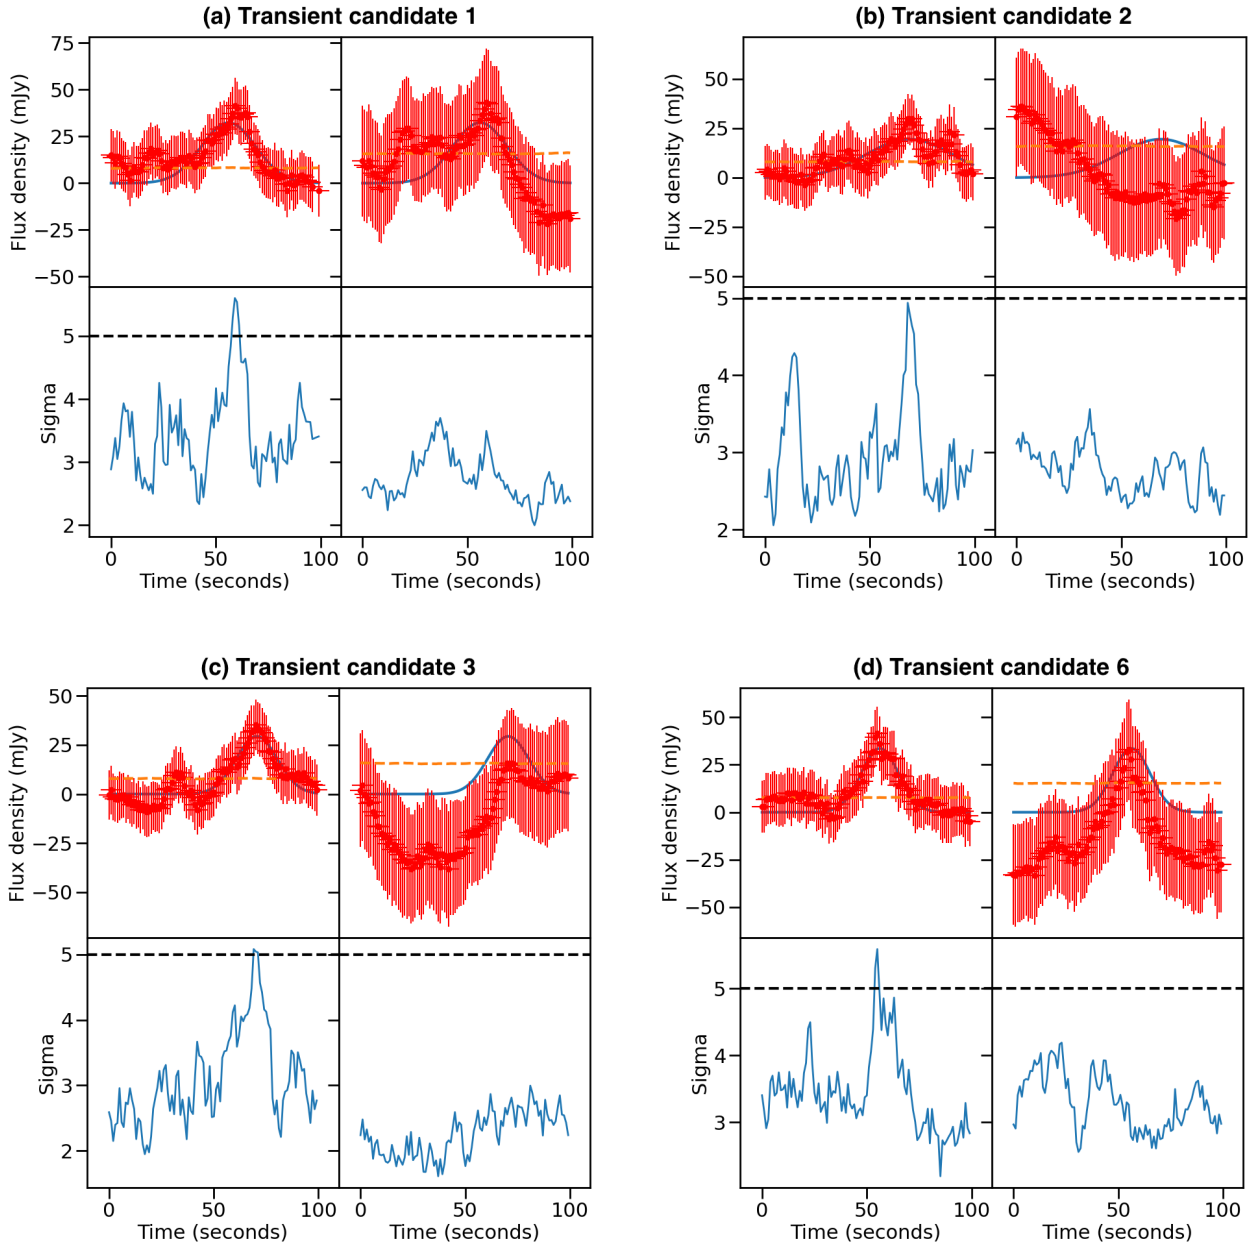 (a) Transient candidate 1
75
50
25
0
−25
−50
Flux density (mJy)
5
4
3
2
Sigma
0 50 100 0 50 100
Time (seconds) Time (seconds)
(b) Transient candidate 2
50
25
0
−25
−50
Flux density (mJy)
5
4
3
2
Sigma
0 50 100 0 50 100
Time (seconds) Time (seconds)
(c) Transient candidate 3
50
25
0
−25
−50
Flux density (mJy)
5
4
3
2
Sigma
0 50 100 0 50 100
Time (seconds) Time (seconds)
(d) Transient candidate 6
50
25
0
−25
−50
Flux density (mJy)
5
4
3
Sigma
0 50 100 0 50 100
Time (seconds) Time (seconds)